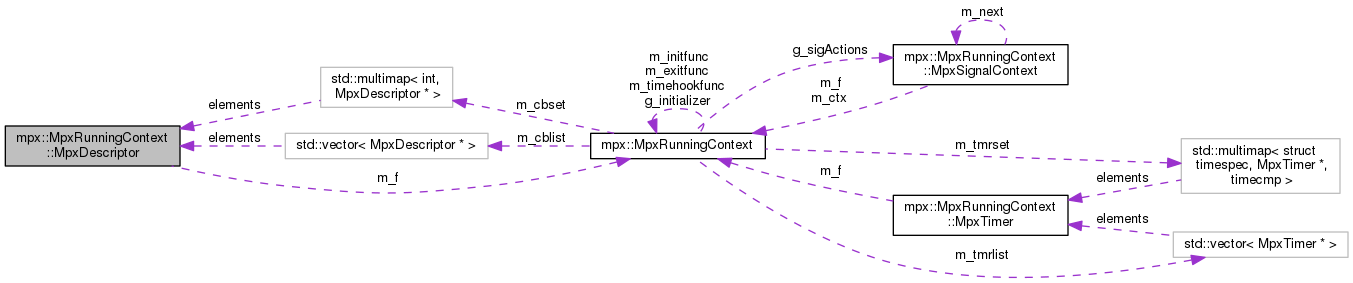 m_next
g_sigActions
mpx::MpxRunningContext
::MpxSignalContext
m_initfunc
m_exitfunc
m_timehookfunc
g_initializer
m_f
m_ctx
std::multimap< int,
MpxDescriptor * >
elements
m_cbset
mpx::MpxRunningContext
::MpxDescriptor
elements
std::vector< MpxDescriptor * >
m_cblist
mpx::MpxRunningContext
m_tmrset
std::multimap< struct
timespec, MpxTimer *,
timecmp >
m_f
m_f
elements
mpx::MpxRunningContext
::MpxTimer
elements
m_tmrlist
std::vector< MpxTimer * >